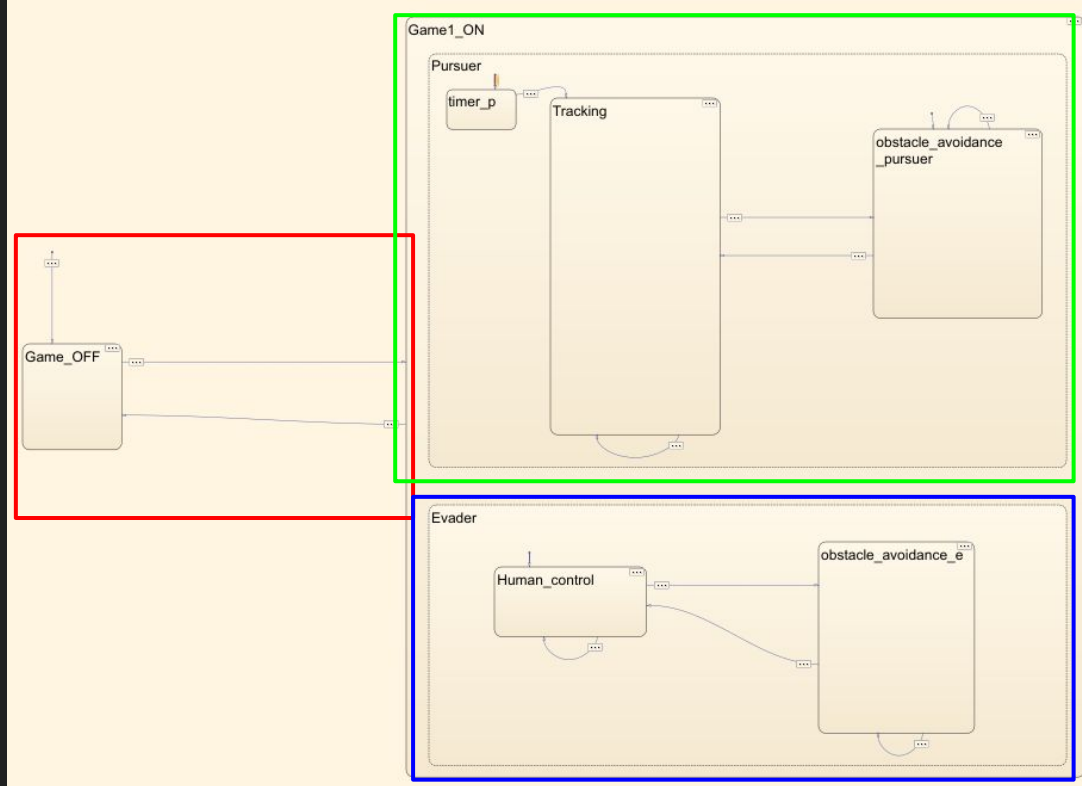 Game1_ON
Pursuer
timer_p
Tracking
obstacle_avoidance
_pursuer
Game_OFF
Evader
Human_control
obstacle_avoidance_e